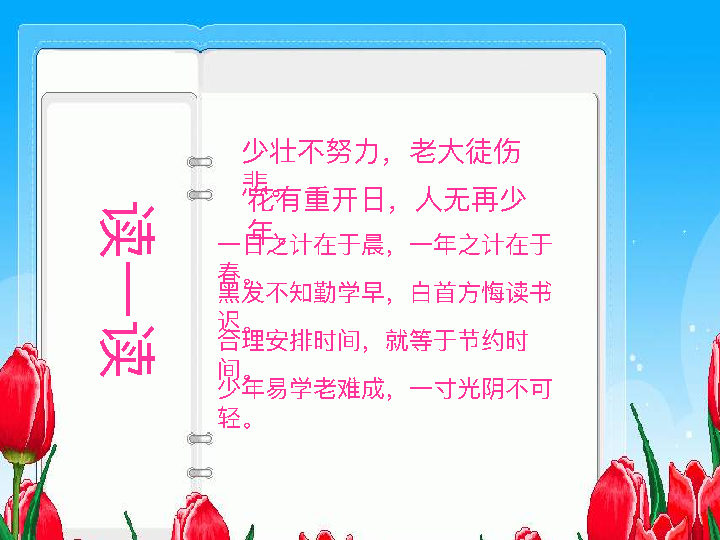 读一读
少壮不努力，老大徒伤
悲。
花有重开日，人无再少
年。
一日之计在于晨，一年之计在于
春。
黑发不知勤学早，白首方悔读书
迟。
合理安排时间，就等于节约时
间。
少年易学老难成，一寸光阴不可
轻。